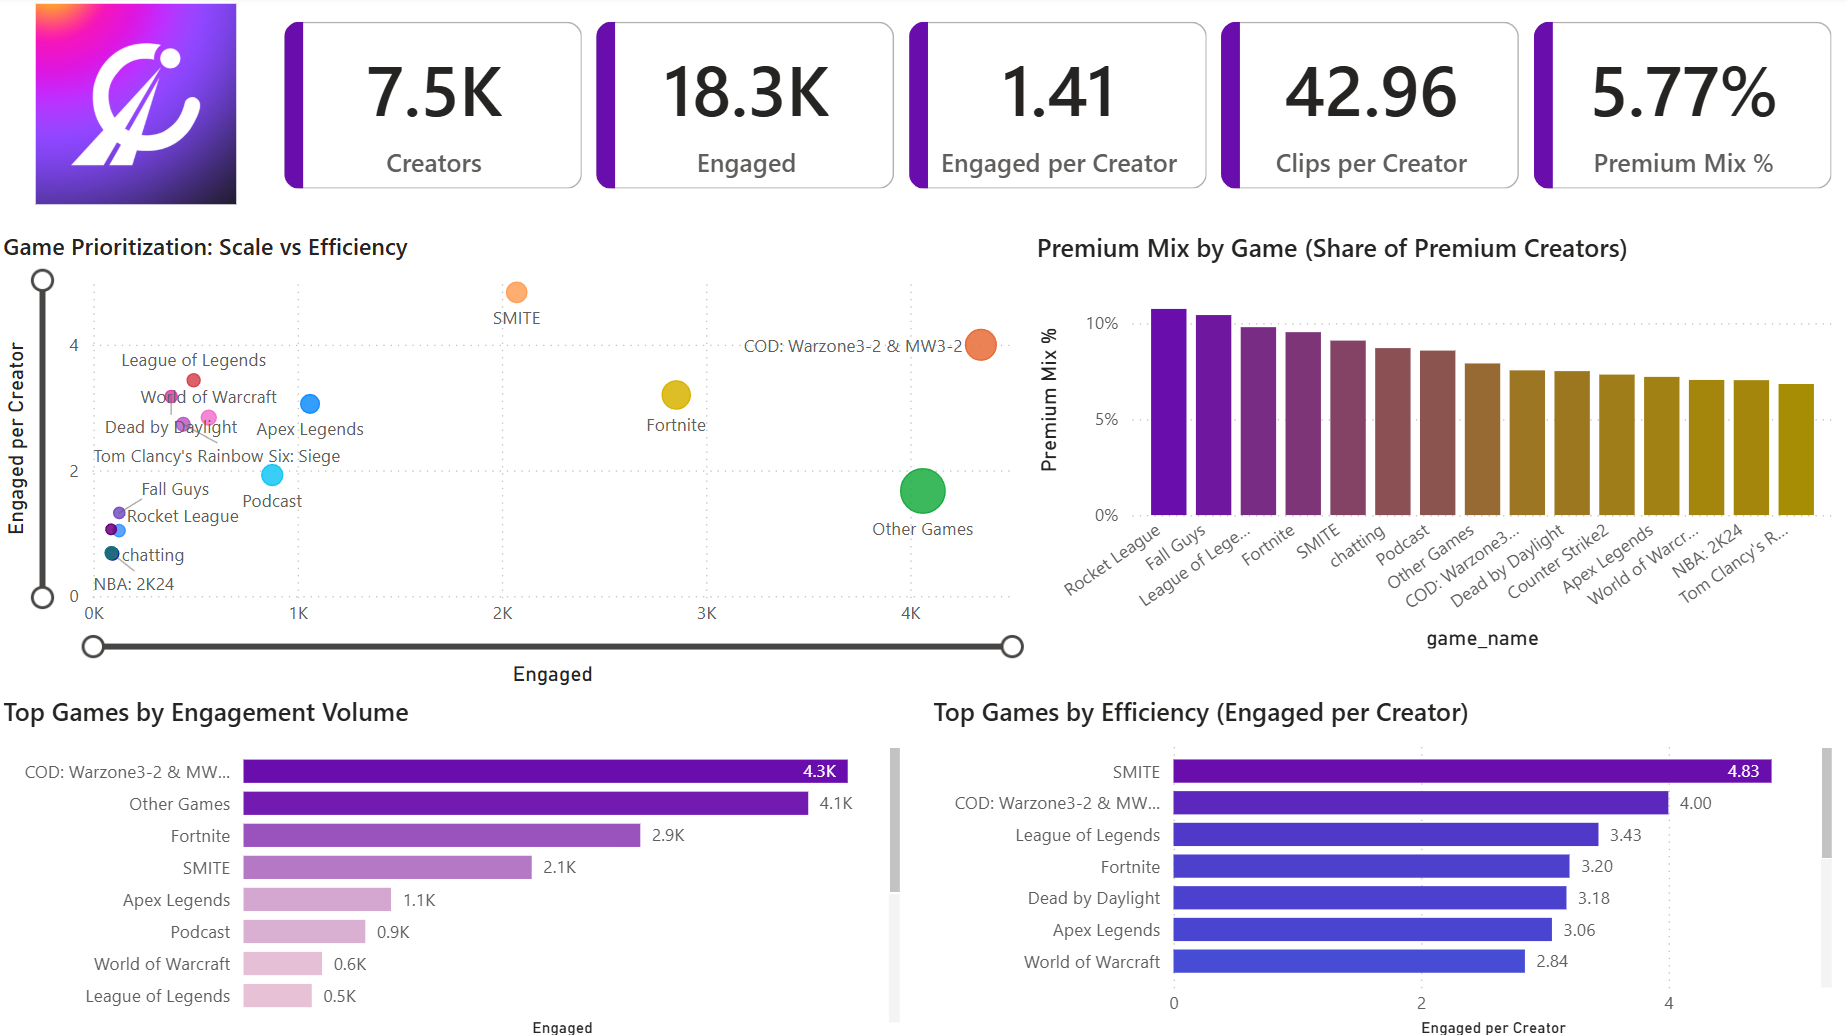 7.5K
Creators
18.3K
Engaged
1.41
Engaged per Creator
42.96
Clips per Creator
5.77%
Premium Mix %
Game Prioritization: Scale vs Efficiency
Engaged per Creator
4
2
0
SMITE
COD: Warzone3-2 & MW3-2
League of Legends
World of Warcraft
Dead by Daylight
Apex Legends
Fortnite
Tom Clancy's Rainbow Six: Siege
Fall Guys
Podcast
Rocket League
Other Games
chatting
NBA: 2K24
0K
1K
2K
3K
4K
Engaged
Premium Mix by Game (Share of Premium Creators)
Premium Mix %
10%
5%
0%
Rocket League
Fall Guys
League of Lege...
Fortnite
SMITE
chatting
Podcast
Other Games
COD: Warzone3...
Dead by Daylight
Counter Strike2
Apex Legends
World of Warcr...
NBA: 2K24
Tom Clancy's R...
game_name
Top Games by Engagement Volume
COD: Warzone3-2 & MW... 4.3K
Other Games 4.1K
Fortnite 2.9K
SMITE 2.1K
Apex Legends 1.1K
Podcast 0.9K
World of Warcraft 0.6K
League of Legends 0.5K
Engaged
Top Games by Efficiency (Engaged per Creator)
SMITE 4.83
COD: Warzone3-2 & MW... 4.00
League of Legends 3.43
Fortnite 3.20
Dead by Daylight 3.18
Apex Legends 3.06
World of Warcraft 2.84
0
2
4
Engaged per Creator